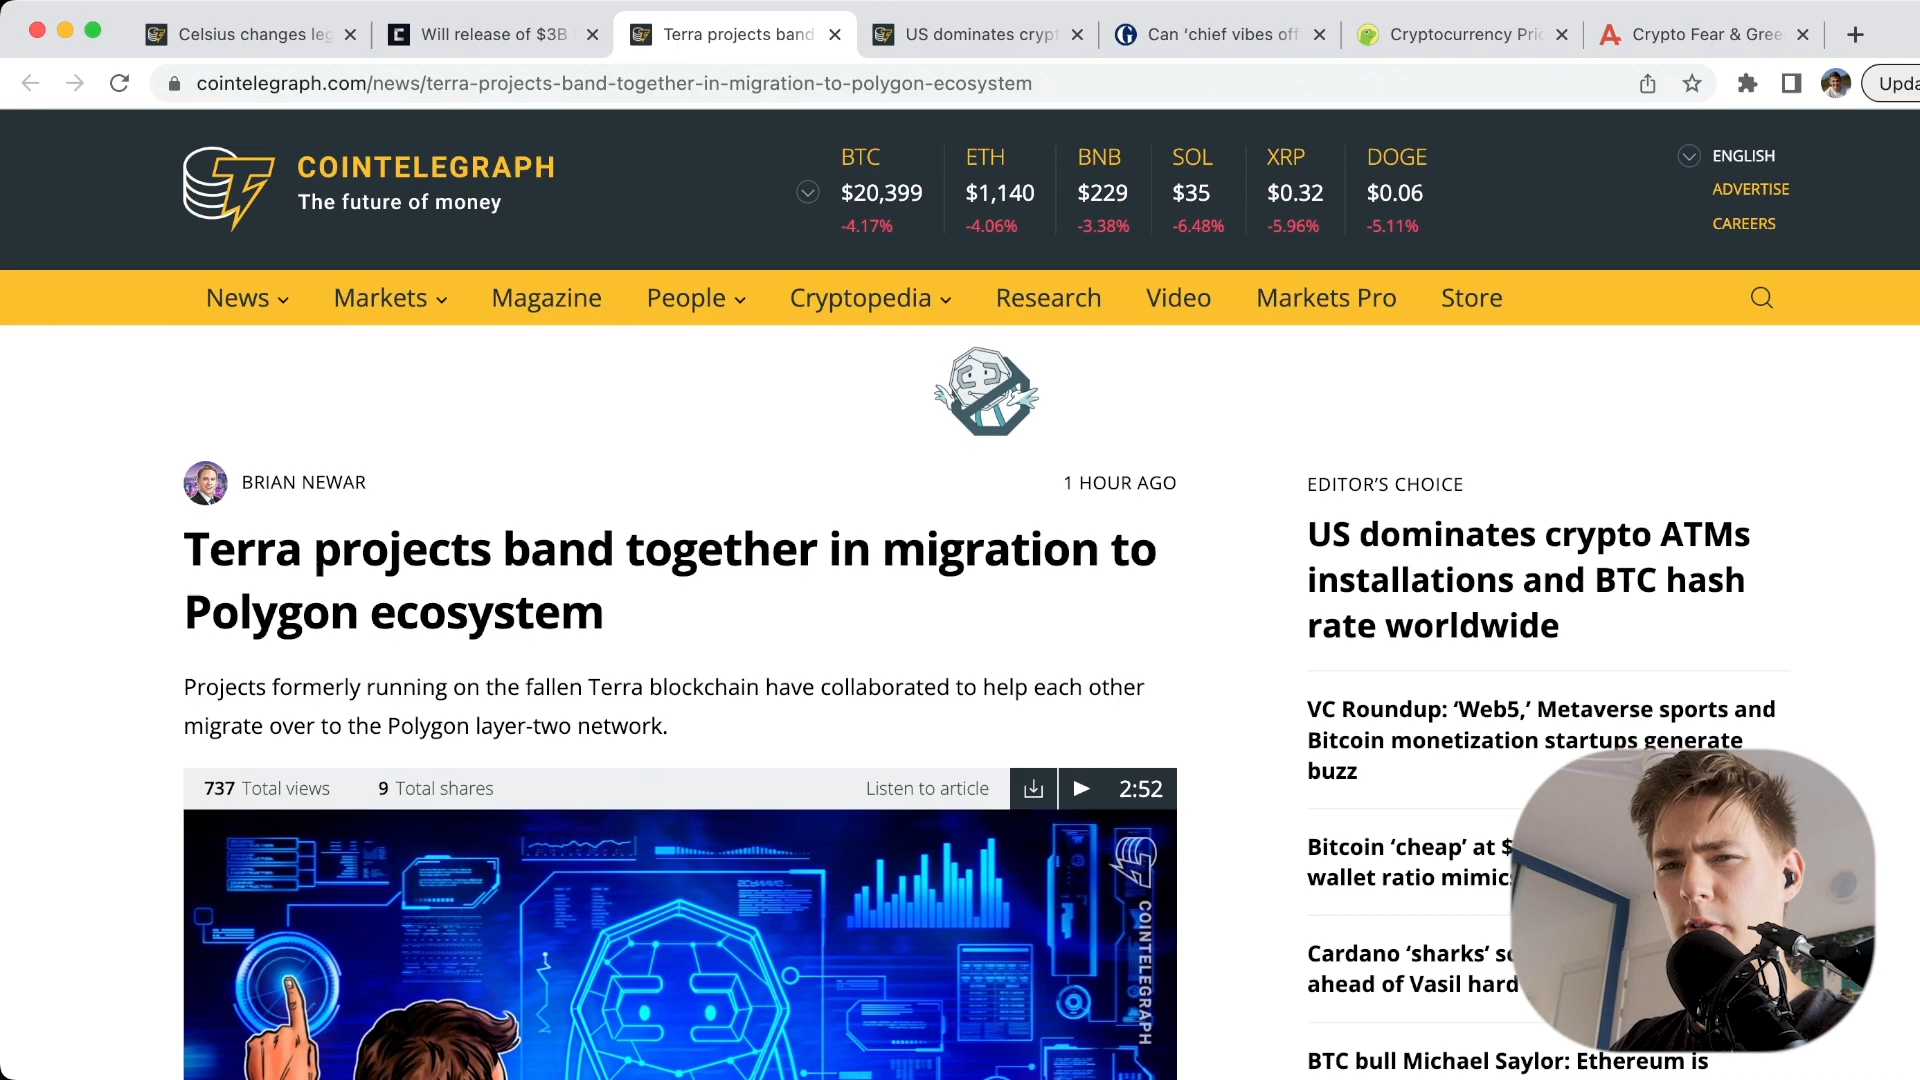 Celsius changes leg
Will release of $3B
Terra projects band
US dominates crypt
Can ‘chief vibes off
Cryptocurrency Pric
Crypto Fear & Gree
cointelegraph.com/news/terra-projects-band-together-in-migration-to-polygon-ecosystem
Upda
COINTELEGRAPH
The future of money
BTC ETH BNB SOL XRP DOGE
$20,399 $1,140 $229 $35 $0.32 $0.06
-4.17% -4.06% -3.38% -6.48% -5.96% -5.11%
ENGLISH
ADVERTISE
CAREERS
News Markets Magazine People Cryptopedia Research Video Markets Pro Store
BRIAN NEWAR
1 HOUR AGO
Terra projects band together in migration to
Polygon ecosystem
Projects formerly running on the fallen Terra blockchain have collaborated to help each other
migrate over to the Polygon layer-two network.
737 Total views 9 Total shares Listen to article 2:52
COINTELEGRAPH
EDITOR’S CHOICE
US dominates crypto ATMs
installations and BTC hash
rate worldwide
VC Roundup: ‘Web5,’ Metaverse sports and
Bitcoin monetization startups generate
buzz
Bitcoin ‘cheap’ at $
wallet ratio mimic
Cardano ‘sharks’
ahead of Vasil hard
BTC bull Michael Saylor: Ethereum is